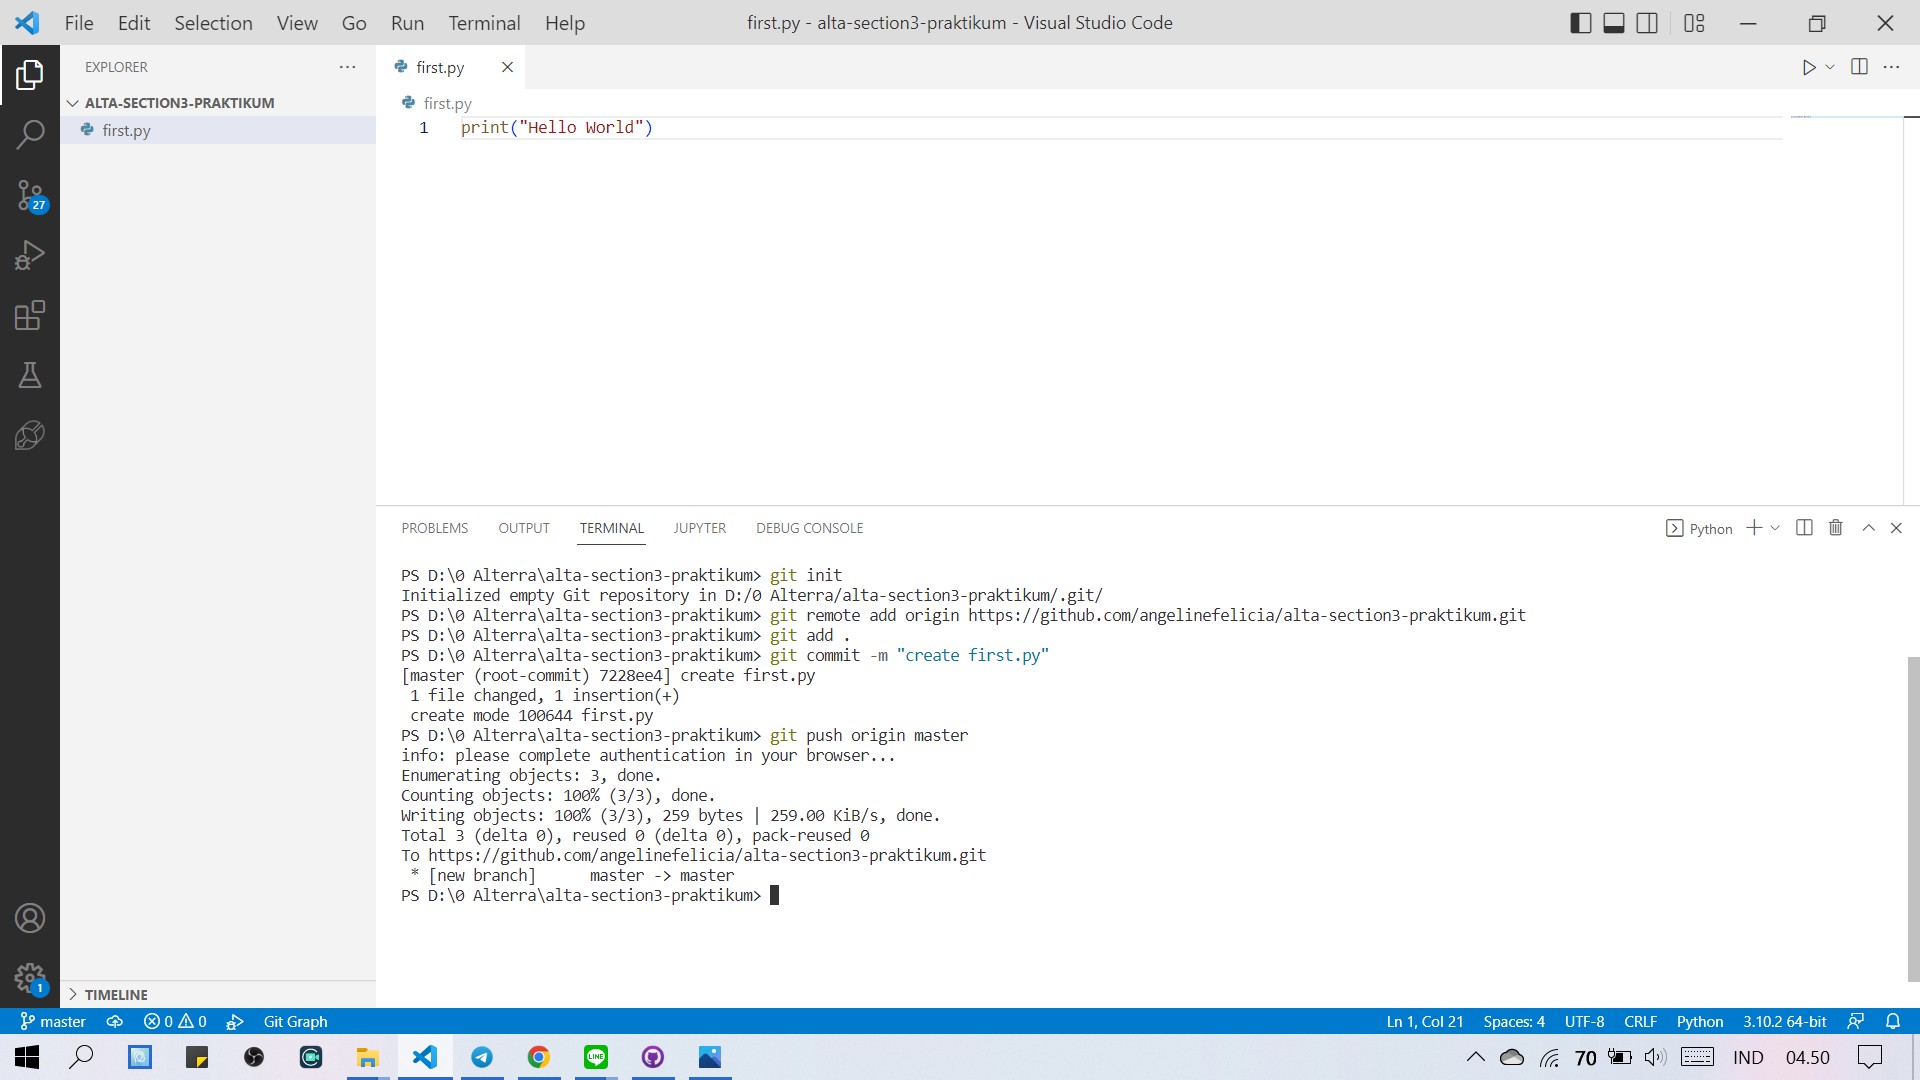 File Edit Selection View Go Run Terminal Help first.py - alta-section3-praktikum - Visual Studio Code
EXPLORER
ALTA-SECTION3-PRAKTIKUM
first.py
27
first.py
first.py
1 print("Hello World")
PROBLEMS OUTPUT TERMINAL JUPYTER DEBUG CONSOLE Python
PS D:\0 Alterra\alta-section3-praktikum> git init
Initialized empty Git repository in D:/0 Alterra/alta-section3-praktikum/.git/
PS D:\0 Alterra\alta-section3-praktikum> git remote add origin https://github.com/angelinefelicia/alta-section3-praktikum.git
PS D:\0 Alterra\alta-section3-praktikum> git add .
PS D:\0 Alterra\alta-section3-praktikum> git commit -m "create first.py"
[master (root-commit) 7228ee4] create first.py
1 file changed, 1 insertion(+)
create mode 100644 first.py
PS D:\0 Alterra\alta-section3-praktikum> git push origin master
info: please complete authentication in your browser...
Enumerating objects: 3, done.
Counting objects: 100% (3/3), done.
Writing objects: 100% (3/3), 259 bytes | 259.00 KiB/s, done.
Total 3 (delta 0), reused 0 (delta 0), pack-reused 0
To https://github.com/angelinefelicia/alta-section3-praktikum.git
* [new branch] master -> master
PS D:\0 Alterra\alta-section3-praktikum>
1
TIMELINE
master 0 0 Git Graph Ln 1, Col 21 Spaces: 4 UTF-8 CRLF Python 3.10.2 64-bit
LINE 70 IND 04.50